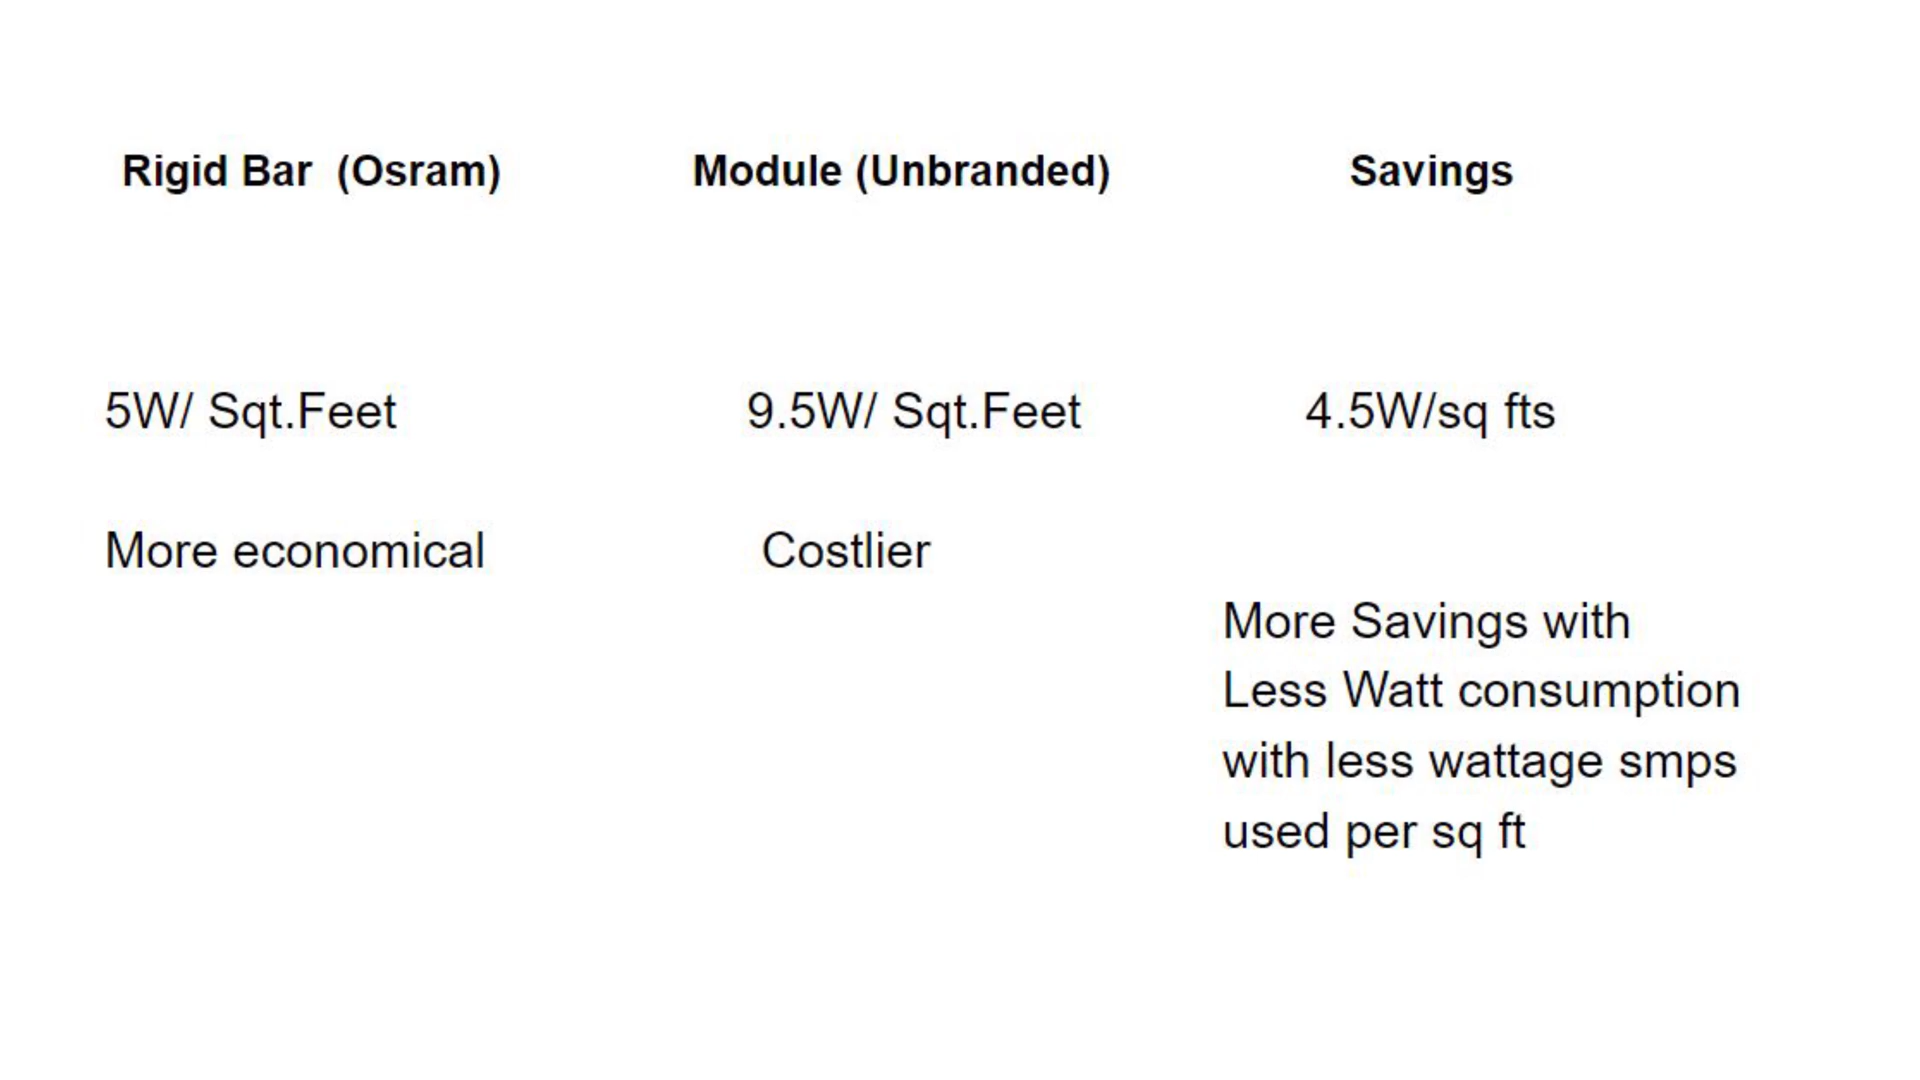 Rigid Bar  (Osram)
Module (Unbranded)
Savings
5W/ Sqt.Feet
9.5W/ Sqt.Feet
4.5W/sq fts
More economical
Costlier
More Savings with
Less Watt consumption
with less wattage smps
used per sq ft